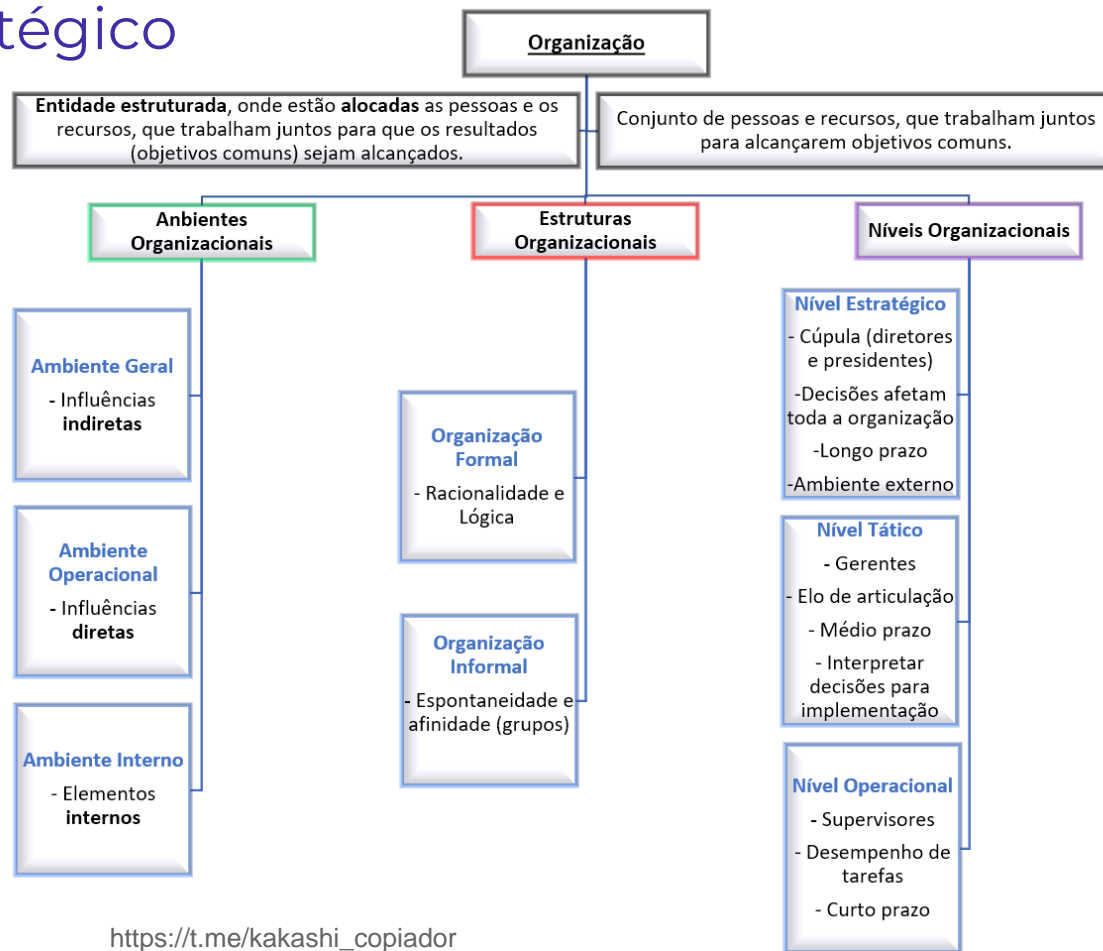 tégico
Organização
Entidade estruturada, onde estão alocadas as pessoas e os
recursos, que trabalham juntos para que os resultados
(objetivos comuns) sejam alcançados.
Conjunto de pessoas e recursos, que trabalham juntos
para alcançarem objetivos comuns.
Anbientes
Organizacionais
Ambiente Geral
- Influências
indiretas
Ambiente
Operacional
- Influências
diretas
Ambiente Interno
- Elementos
internos
Estruturas
Organizacionais
Organização
Formal
- Racionalidade e
Lógica
Organização
Informal
- Espontaneidade e
afinidade (grupos)
Níveis Organizacionais
Nível Estratégico
- Cúpula (diretores
e presidentes)
-Decisões afetam
toda a organização
-Longo prazo
-Ambiente externo
Nível Tático
- Gerentes
- Elo de articulação
- Médio prazo
- Interpretar
decisões para
implementação
Nível Operacional
- Supervisores
- Desempenho de
tarefas
- Curto prazo
https://t.me/kakashi_copiador